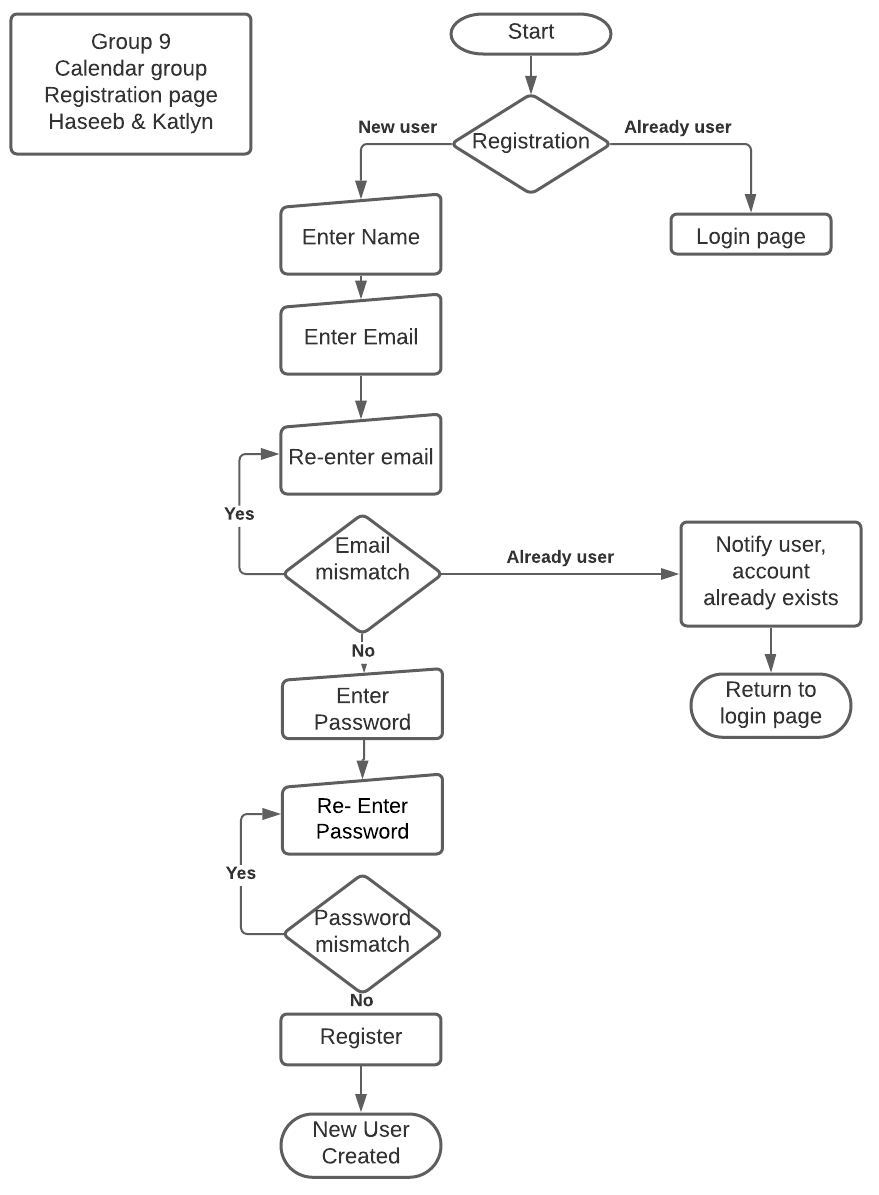 Group 9
Calendar group
Registration page
Haseeb & Katlyn
Start
Registration
New user
Already user
Enter Name
Login page
Enter Email
Re-enter email
Yes
Email
mismatch
Already user
Notify user,
account
already exists
No
Return to
login page
Enter
Password
Re- Enter
Password
Yes
Password
mismatch
No
Register
New User
Created